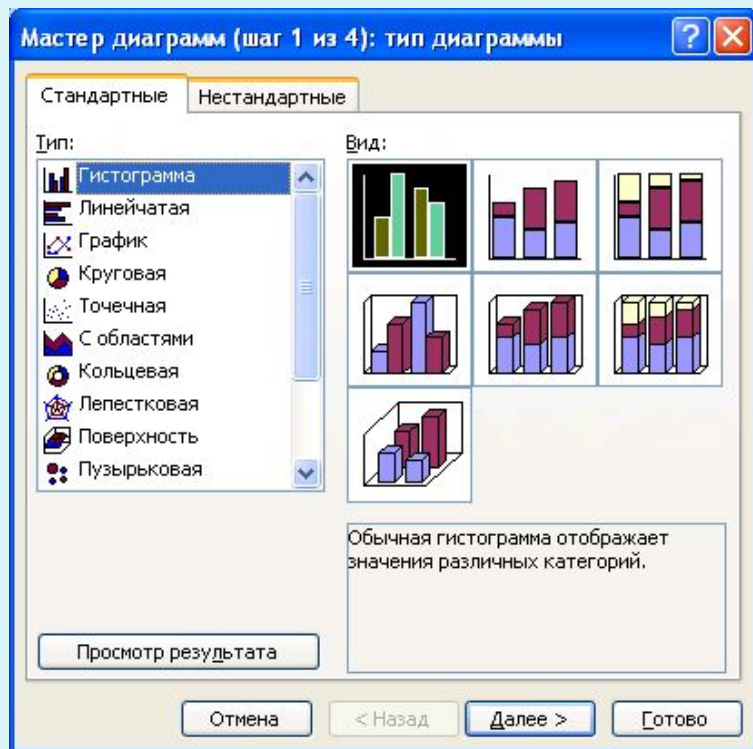 Мастер диаграмм (шаг 1 из 4): тип диаграммы
Стандартные
Нестандартные
Тип:
Вид:
Гистограмма
Линейчатая
График
Круговая
Точечная
С областями
Кольцевая
Лепестковая
Поверхность
Пузырьковая
Обычная гистограмма отображает
значения различных категорий.
Просмотр результата
Отмена
< Назад
Далее >
Готово